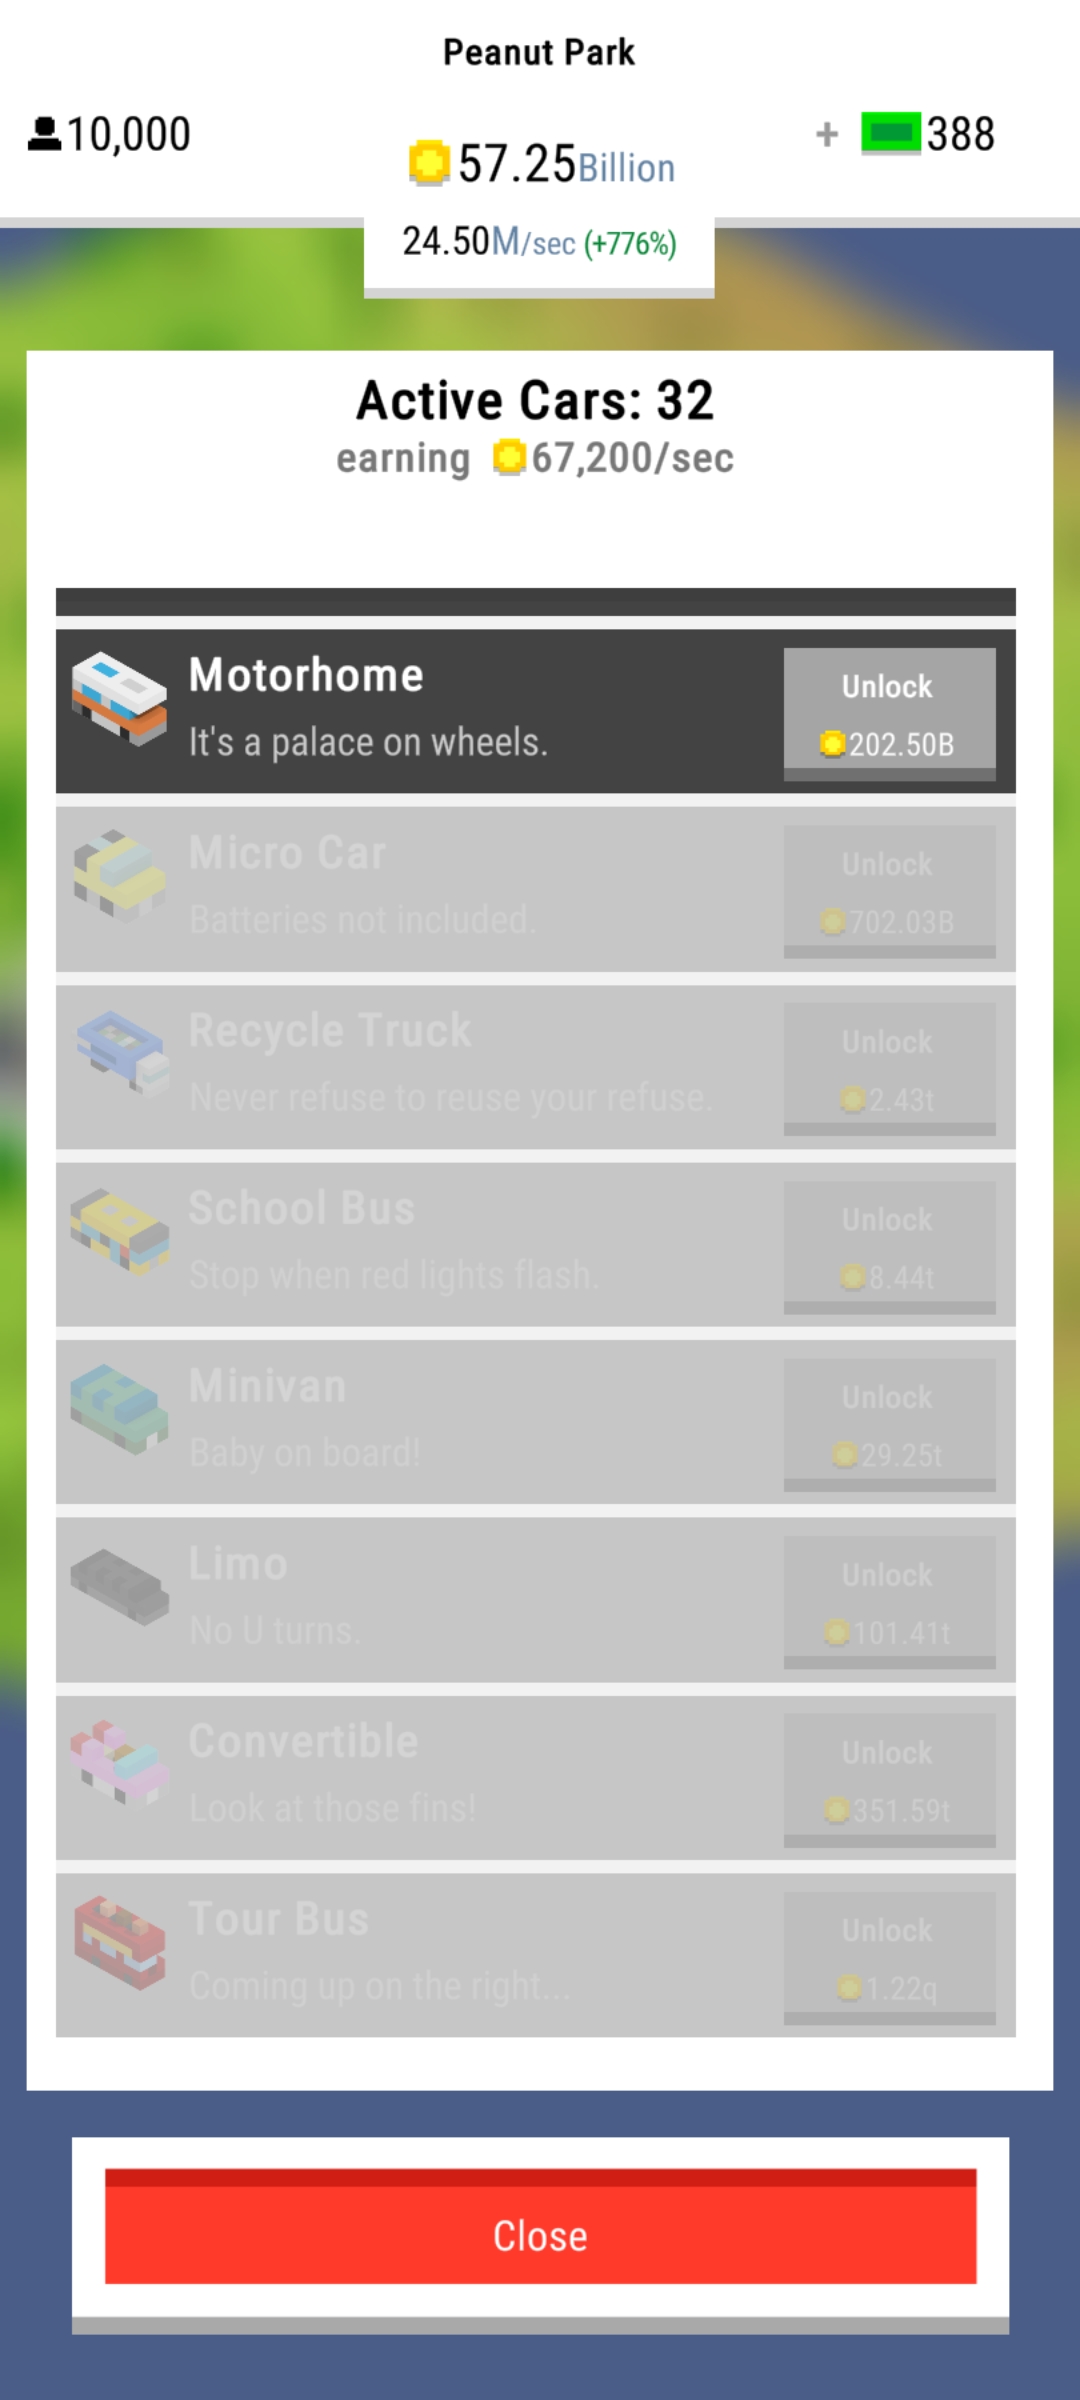 Peanut Park
10,000
57.25Billion
+ 388
24.50M/sec (+776%)
Active Cars: 32
earning 67,200/sec
Motorhome
It's a palace on wheels.
Unlock
202.50B
Micro Car
Batteries not included.
Unlock
702.03B
Recycle Truck
Never refuse to reuse your refuse.
Unlock
2.43t
School Bus
Stop when red lights flash.
Unlock
8.44t
Minivan
Baby on board!
Unlock
29.25t
Limo
No U turns.
Unlock
101.41t
Convertible
Look at those fins!
Unlock
351.59t
Tour Bus
Coming up on the right...
Unlock
1.22q
Close